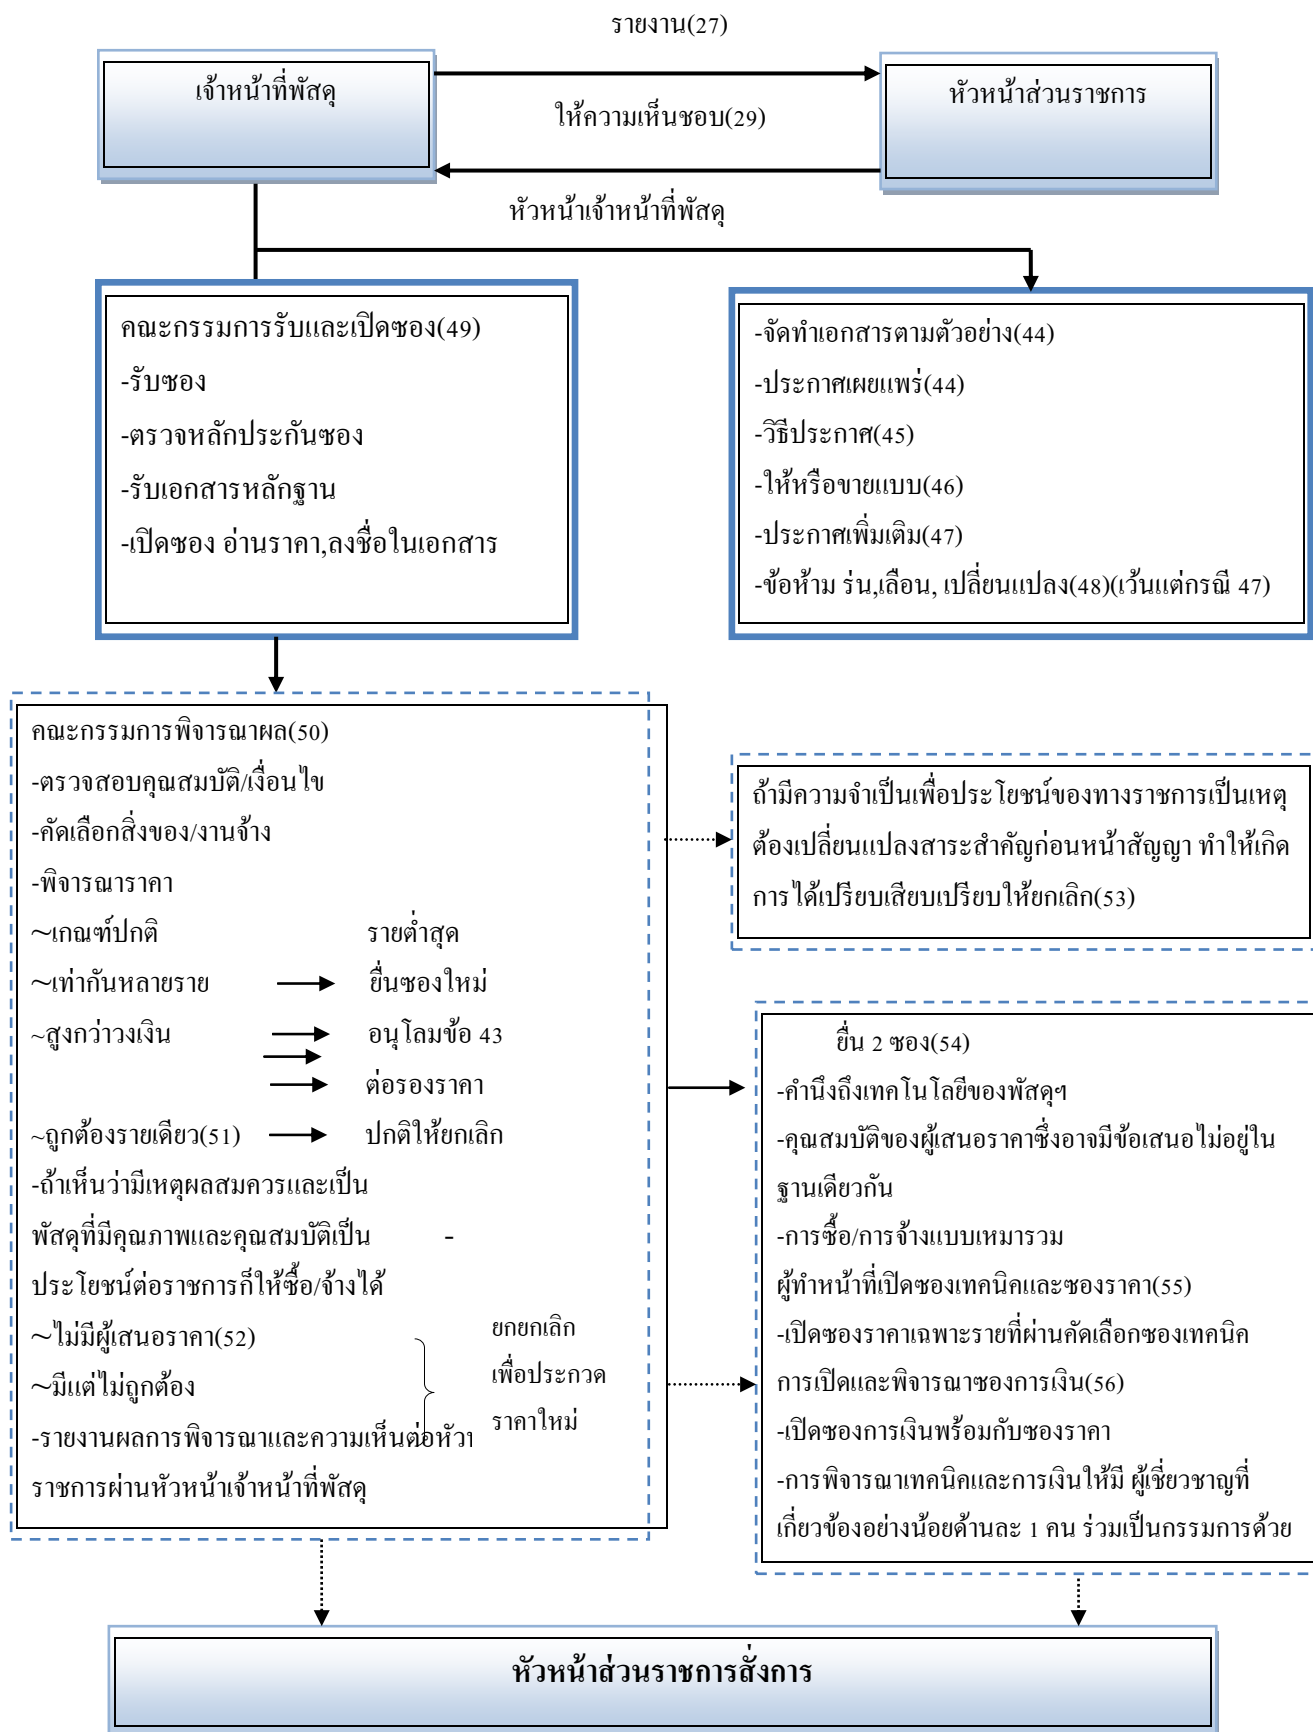 รายงาน(27)
เจ้าหน้าที่พัสดุ
หัวหน้าส่วนราชการ
ให้ความเห็นชอบ(29)
หัวหน้าเจ้าหน้าที่พัสดุ
คณะกรรมการรับและเปิดซอง(49)
-รับซอง
-ตรวจหลักประกันซอง
-รับเอกสารหลักฐาน
-เปิดซอง อ่านราคา,ลงชื่อในเอกสาร
-จัดทำเอกสารตามตัวอย่าง(44)
-ประกาศเผยแพร่(44)
-วิธีประกาศ(45)
-ให้หรือขายแบบ(46)
-ประกาศเพิ่มเติม(47)
-ข้อห้าม ร่น,เลือน, เปลี่ยนแปลง(48)(เว้นแต่กรณี 47)
คณะกรรมการพิจารณาผล(50)
-ตรวจสอบคุณสมบัติ/เงื่อนไข
-คัดเลือกสิ่งของ/งานจ้าง
-พิจารณาราคา
~เกณฑ์ปกติ รายต่ำสุด
~เท่ากันหลายราย ยื่นซองใหม่
~สูงกว่าวงเงิน อนุโลมข้อ 43
ต่อรองราคา
~ถูกต้องรายเดียว(51) ปกติให้ยกเลิก
-ถ้าเห็นว่ามีเหตุผลสมควรและเป็น
พัสดุที่มีคุณภาพและคุณสมบัติเป็น -
ประโยชน์ต่อราชการก็ให้ซื้อ/จ้างได้
~ไม่มีผู้เสนอราคา(52)
~มีแต่ไม่ถูกต้อง
ยกยกเลิก
เพื่อประกวด
ราคาใหม่
-รายงานผลการพิจารณาและความเห็นต่อ
ราชการผ่านหัวหน้าเจ้าหน้าที่พัสดุ
ถ้ามีความจำเป็นเพื่อประโยชน์ของทางราชการเป็นเหตุ
ต้องเปลี่ยนแปลงสาระสำคัญก่อนหน้าสัญญา ทำให้เกิด
การได้เปรียบเสียบเปรียบให้ยกเลิก(53)
ยื่น 2 ซอง(54)
-คำนึงถึงเทคโนโลยีของพัสดุฯ
-คุณสมบัติของผู้เสนอราคาซึ่งอาจมีข้อเสนอไม่อยู่ใน
ฐานเดียวกัน
-การซื้อ/การจ้างแบบเหมารวม
ผู้ทำหน้าที่เปิดซองเทคนิคและซองราคา(55)
-เปิดซองราคาเฉพาะรายที่ผ่านคัดเลือกซองเทคนิค
การเปิดและพิจารณาซองการเงิน(56)
-เปิดซองการเงินพร้อมกับซองราคา
-การพิจารณาเทคนิคและการเงินให้มี ผู้เชี่ยวชาญที่
เกี่ยวข้องอย่างน้อยด้านละ 1 คน ร่วมเป็นกรรมการด้วย
หัวหน้าส่วนราชการสั่งการ